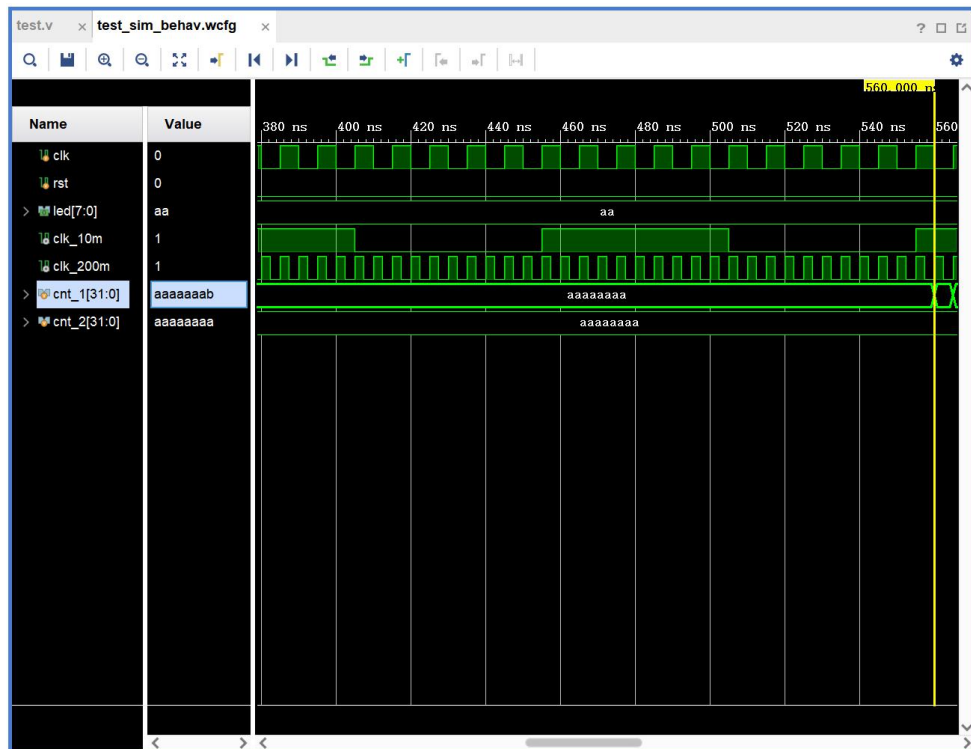 test.v × test_sim_behav.wcfg ×
?
560.000 n
Name Value
380 ns 400 ns 420 ns 440 ns 460 ns 480 ns 500 ns 520 ns 540 ns 560
clk 0
rst 0
led[7:0] aa aa
clk_10m 1
clk_200m 1
cnt_1[31:0] aaaaaaab aaaaaaaa
cnt_2[31:0] aaaaaaaa aaaaaaaa